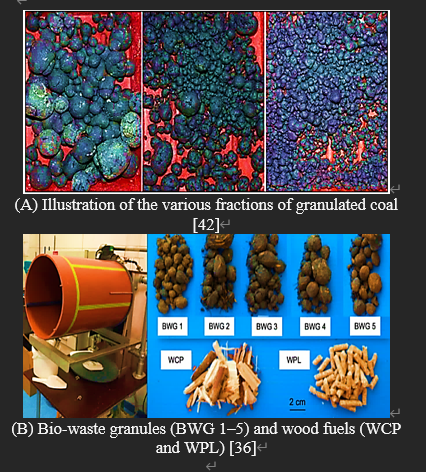 (A) Illustration of the various fractions of granulated coal
[42]
BWG 1
BWG 2
BWG 3
BWG 4
BWG 5
WCP
WPL
2 cm
(B) Bio-waste granules (BWG 1–5) and wood fuels (WCP
and WPL) [36]